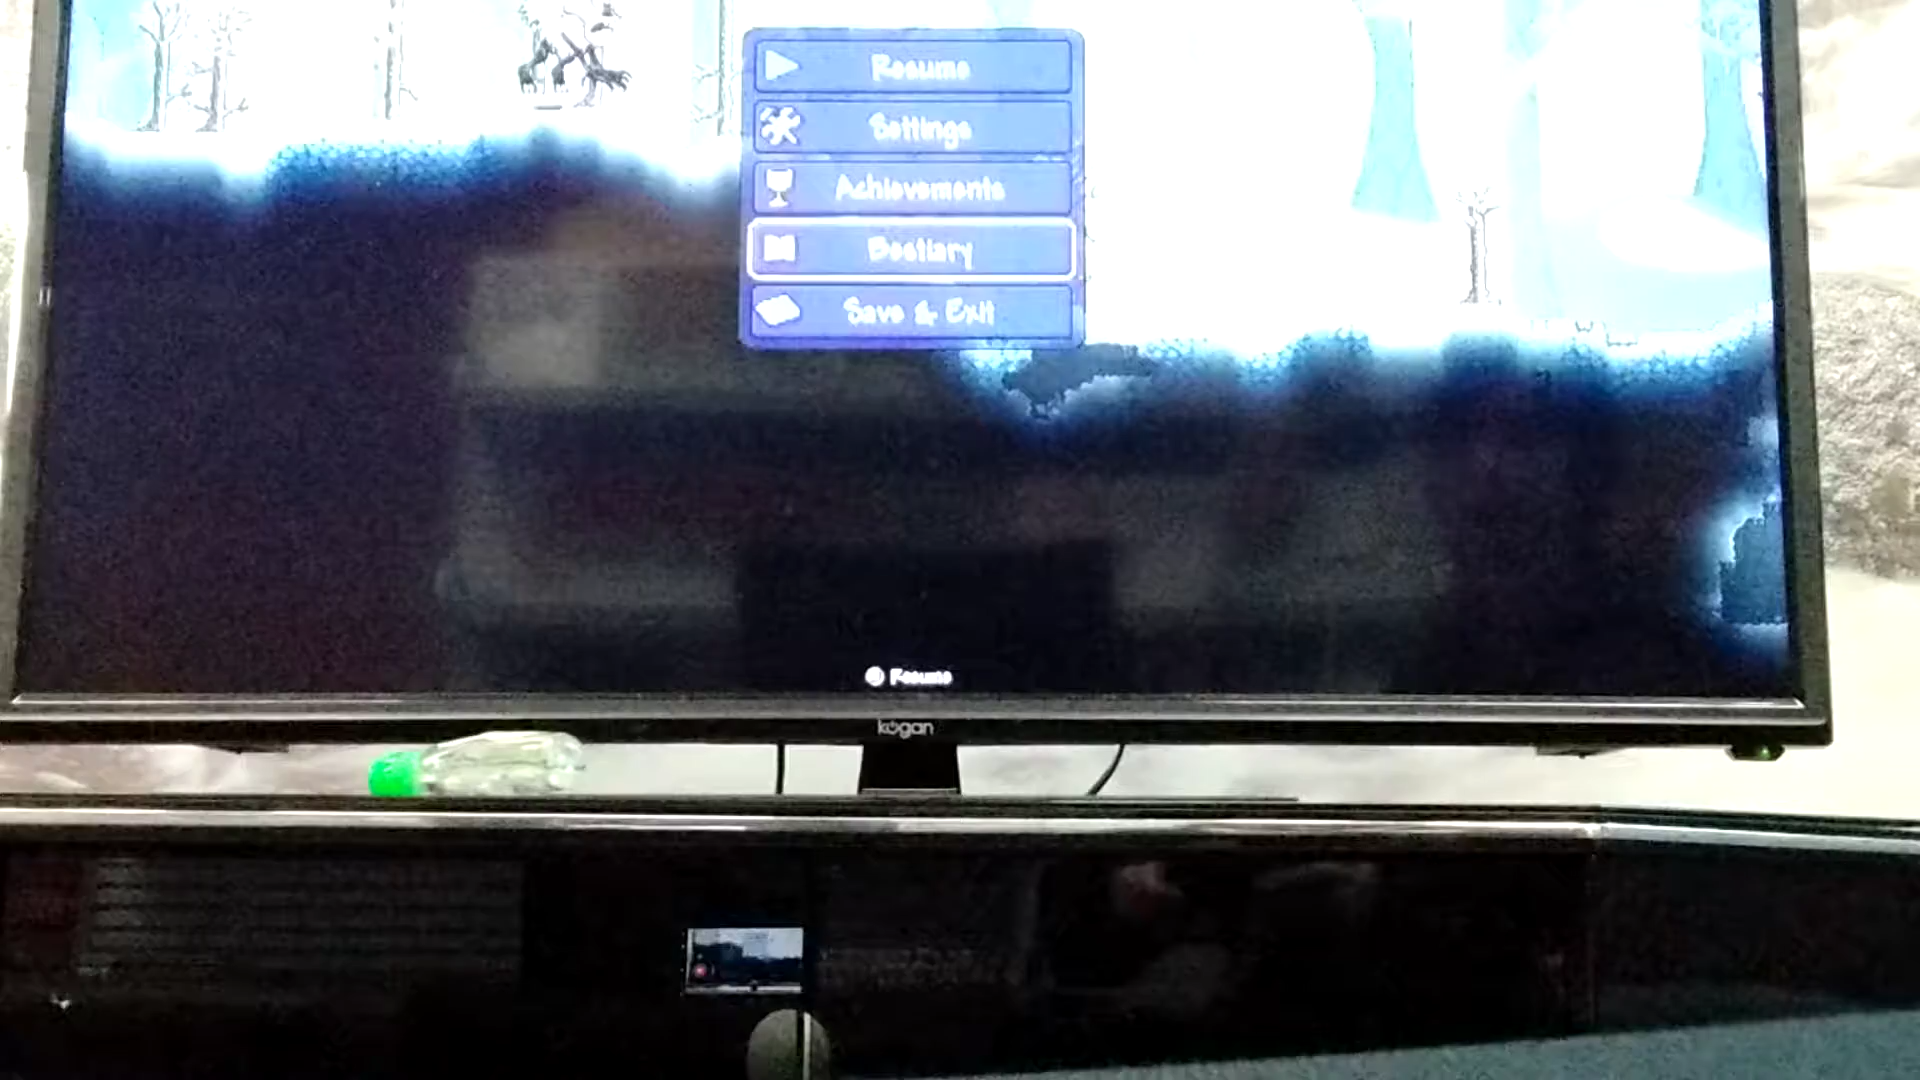 Resume
Settings
Achievements
Bestiary
Save & Exit
Resume
kogan